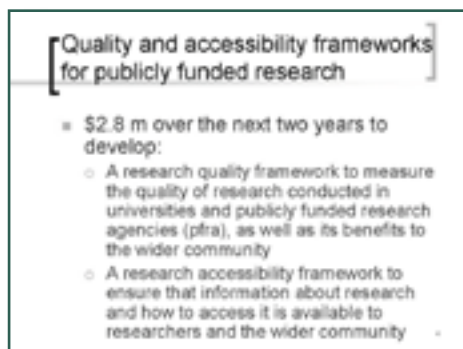 Quality and accessibility frameworks
for publicly funded research
$2.8 m over the next two years to
develop:
A research quality framework to measure
the quality of research conducted in
universities and publicly funded research
agencies (pfra), as well as its benefits to
the wider community
A research accessibility framework to
ensure that information about research
and how to access it is available to
researchers and the wider community